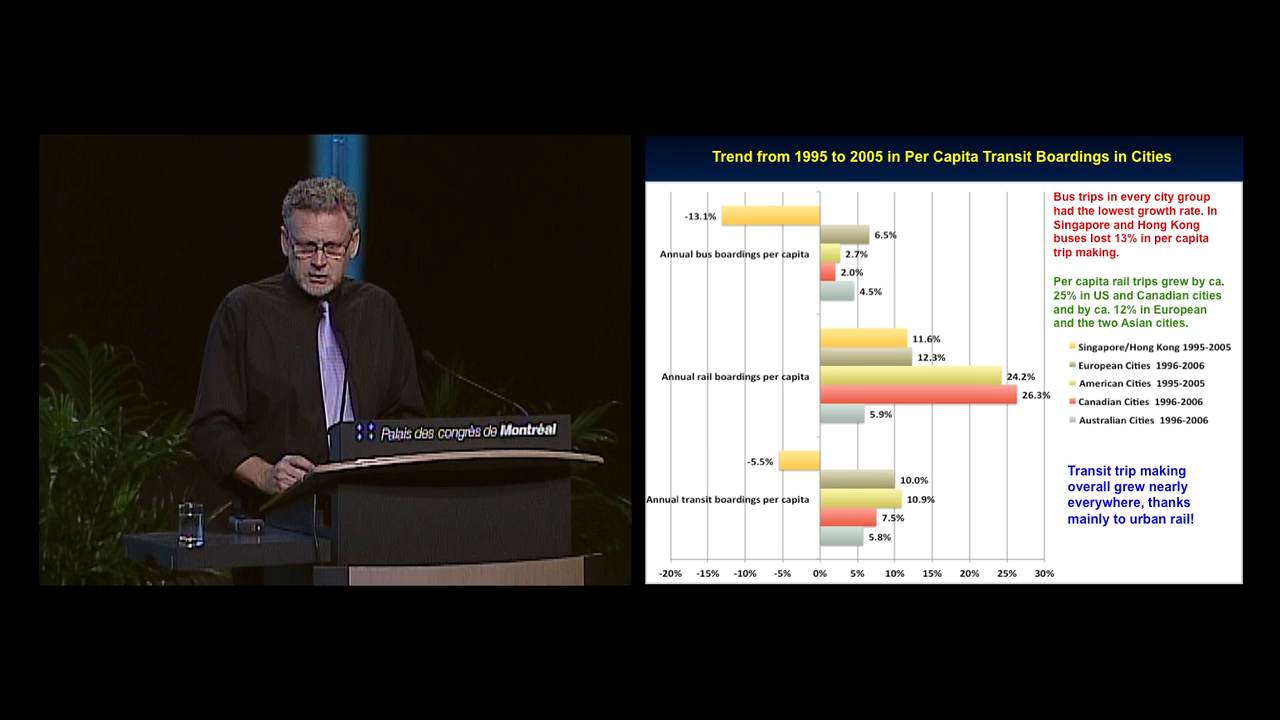 Palais des congrès de Montréal
Trend from 1995 to 2005 in Per Capita Transit Boardings in Cities
-13.1%
6.5%
Annual bus boardings per capita
2.7%
2.0%
4.5%
11.6%
12.3%
Annual rail boardings per capita
24.2%
26.3%
5.9%
-5.5%
10.0%
Annual transit boardings per capita
10.9%
7.5%
5.8%
-20% -15% -10% -5% 0% 5% 10% 15% 20% 25% 30%
Bus trips in every city group
had the lowest growth rate. In
Singapore and Hong Kong
buses lost 13% in per capita
trip making.
Per capita rail trips grew by ca.
25% in US and Canadian cities
and by ca. 12% in European
and the two Asian cities.
Singapore/Hong Kong 1995-2005
European Cities 1996-2006
American Cities 1995-2005
Canadian Cities 1996-2006
Australian Cities 1996-2006
Transit trip making
overall grew nearly
everywhere, thanks
mainly to urban rail!